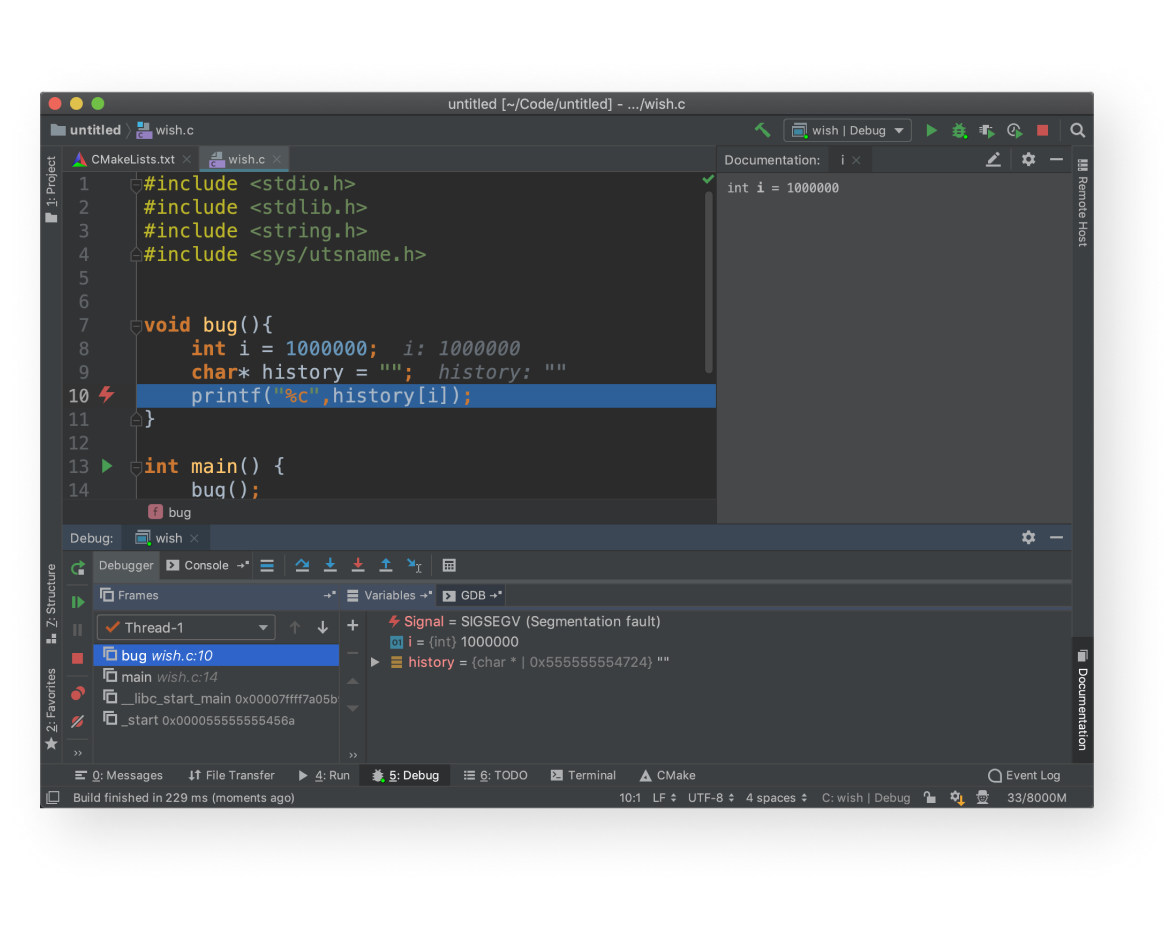 untitled [~/Code/untitled] - .../wish.c
untitled wish.c wish | Debug
1: Project
CMakeLists.txt wish.c
1 #include <stdio.h>
2 #include <stdlib.h>
3 #include <string.h>
4 #include <sys/utsname.h>
5
6
7 void bug(){
8 int i = 1000000; i: 1000000
9 char* history = ""; history: ""
10 printf("%c",history[i]);
11 }
12
13 int main() {
14 bug();
f bug
Documentation: i
int i = 1000000
Remote Host
Debug: wish
Debugger Console
Frames
Variables GDB
Thread-1
bug wish.c:10
main wish.c:14
__libc_start_main 0x00007ffff7a05b
_start 0x000055555555456a
Signal = SIGSEGV (Segmentation fault)
01 i = {int} 1000000
history = {char * | 0x555555554724} ""
Z: Structure
2: Favorites
Documentation
0: Messages File Transfer 4: Run 5: Debug 6: TODO Terminal CMake Event Log
Build finished in 229 ms (moments ago) 10:1 LF UTF-8 4 spaces C: wish | Debug 33/8000M